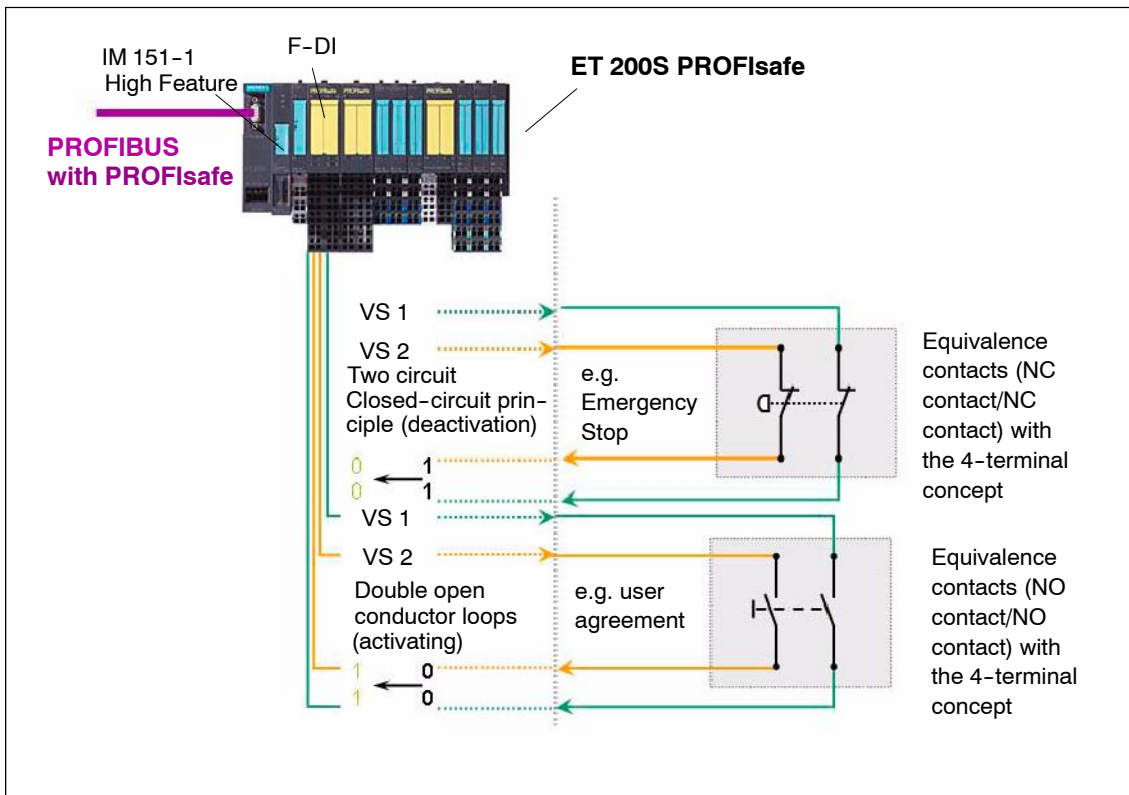 F-DI
IM 151-1
High Feature
ET 200S PROFIsafe
PROFIBUS
with PROFIsafe
VS 1
VS 2
Two circuit
Closed-circuit prin-
ciple (deactivation)
0 1
0 1
e.g.
Emergency
Stop
Equivalence
contacts (NC
contact/NC
contact) with
the 4-terminal
concept
VS 1
VS 2
Double open
conductor loops
(activating)
1 0
1 0
e.g. user
agreement
Equivalence
contacts (NO
contact/NO
contact) with
the 4-terminal
concept